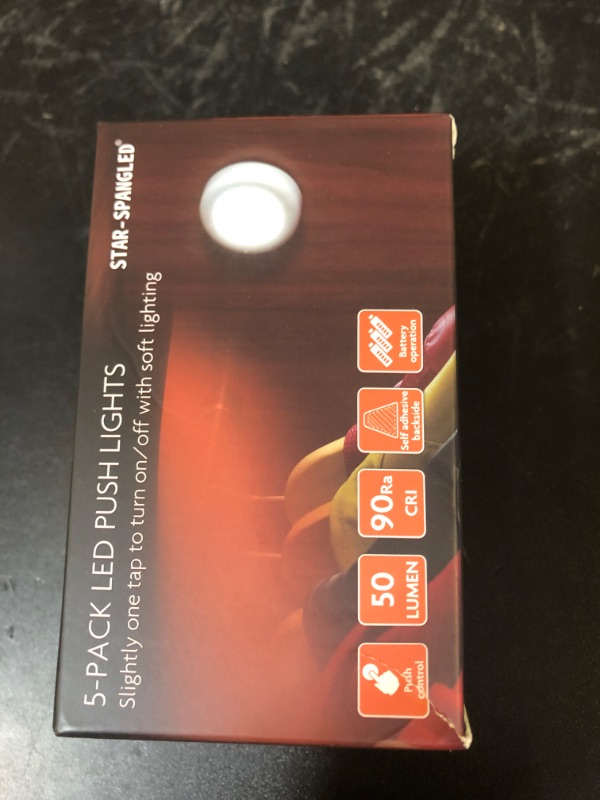 STAR-SPANGLED®
5-PACK LED PUSH LIGHTS
Slightly one tap to turn on/off with soft lighting
Push
control
50
LUMEN
90Ra
CRI
Self adhesive
backside
Battery
operation